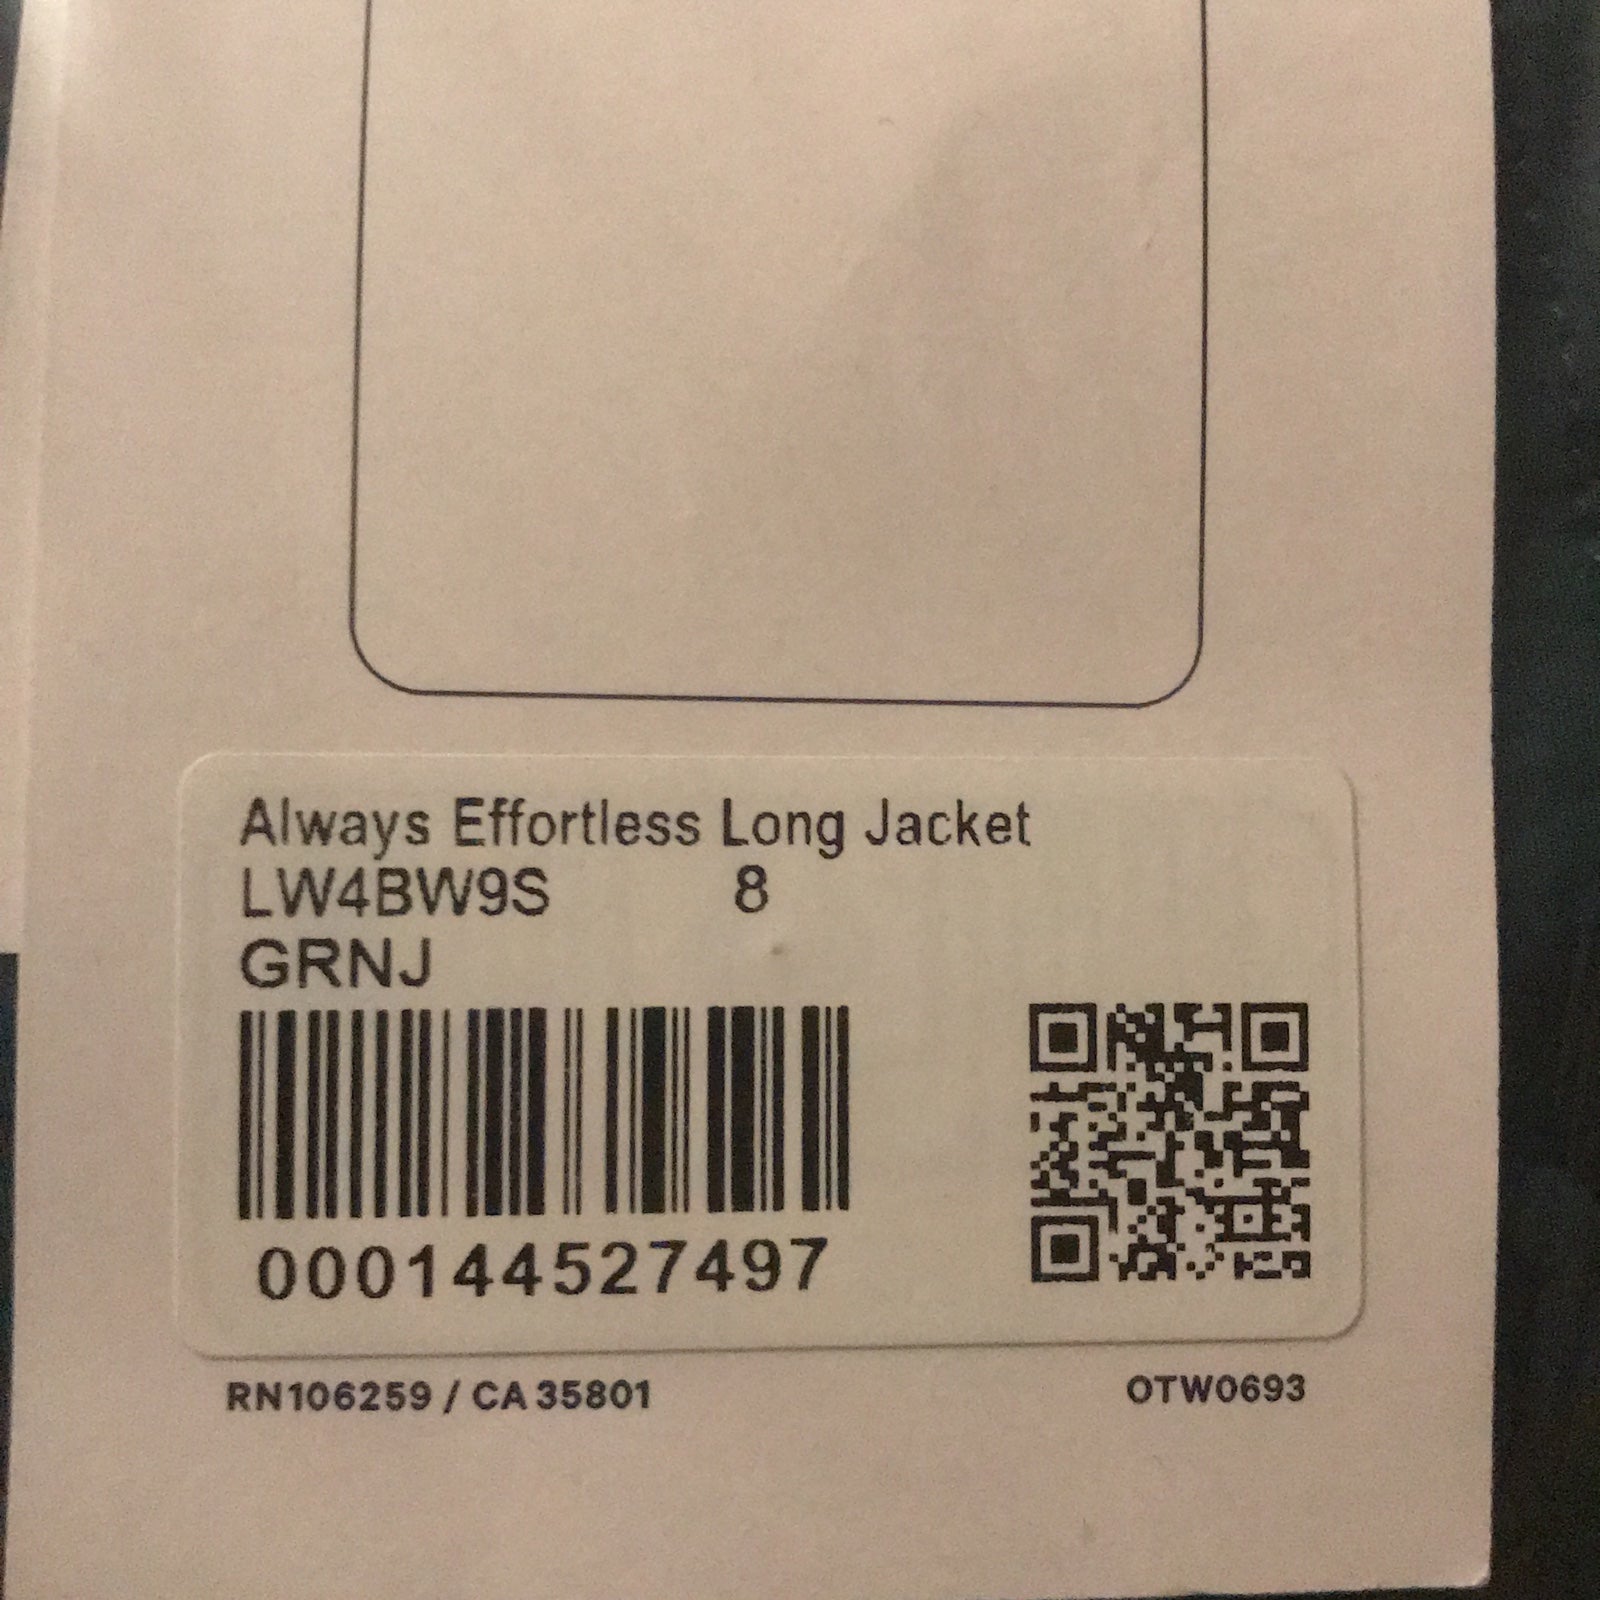 Always Effortless Long Jacket
LW4BW9S 8
GRNJ
000144527497
RN106259 / CA 35801 OTW0693